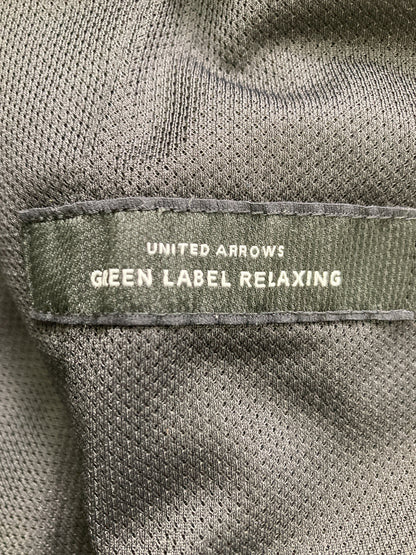 UNITED ARROWS
GREEN LABEL RELAXING